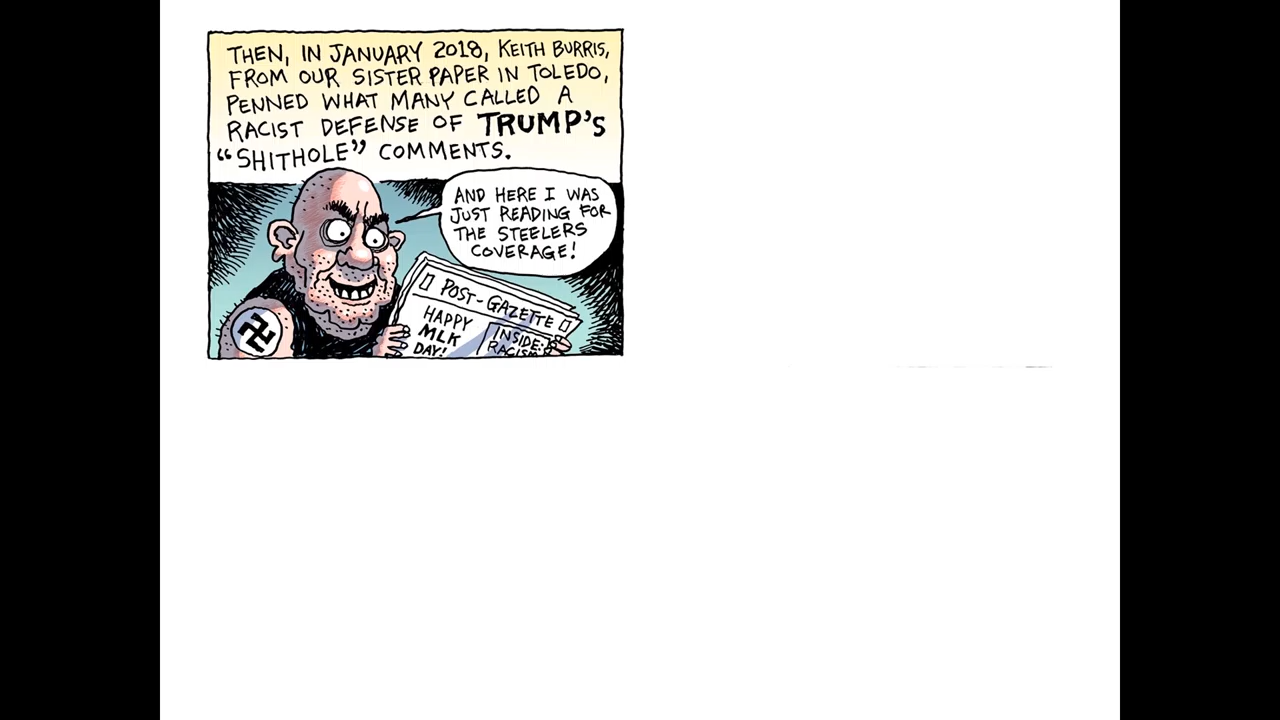 THEN, IN JANUARY 2018, KEITH BURRIS,
FROM OUR SISTER PAPER IN TOLEDO,
PENNED WHAT MANY CALLED A
RACIST DEFENSE OF TRUMP'S
"SHITHOLE" COMMENTS.
AND HERE I WAS
JUST READING FOR
THE STEELERS
COVERAGE!
POST-GAZETTE
HAPPY
MLK
DAY!
INSIDE:
RACISM